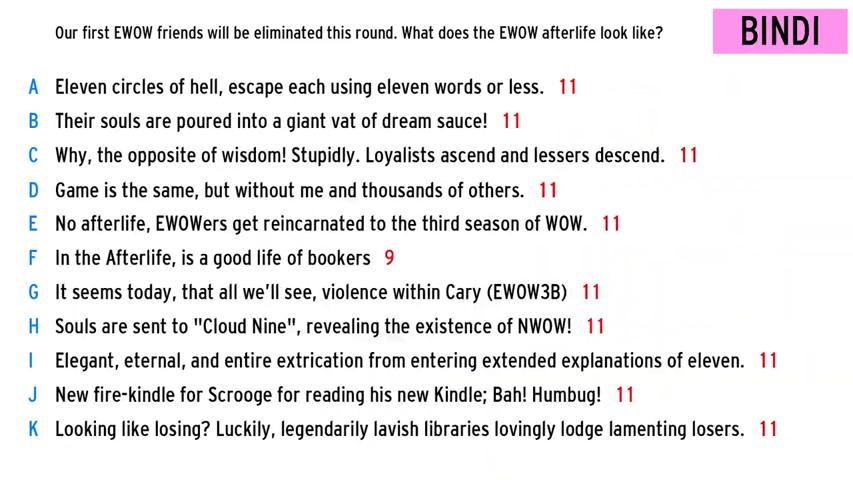 Our first EWOW friends will be eliminated this round. What does the EWOW afterlife look like?
BINDI
A Eleven circles of hell, escape each using eleven words or less. 11
B Their souls are poured into a giant vat of dream sauce! 11
C Why, the opposite of wisdom! Stupidly. Loyalists ascend and lessers descend. 11
D Game is the same, but without me and thousands of others. 11
E No afterlife, EWOWers get reincarnated to the third season of WOW. 11
F In the Afterlife, is a good life of bookers 9
G It seems today, that all we'll see, violence within Cary (EWOW3B) 11
H Souls are sent to "Cloud Nine", revealing the existence of NWOW! 11
I Elegant, eternal, and entire extrication from entering extended explanations of eleven. 11
J New fire-kindle for Scrooge for reading his new Kindle; Bah! Humbug! 11
K Looking like losing? Luckily, legendarily lavish libraries lovingly lodge lamenting losers. 11